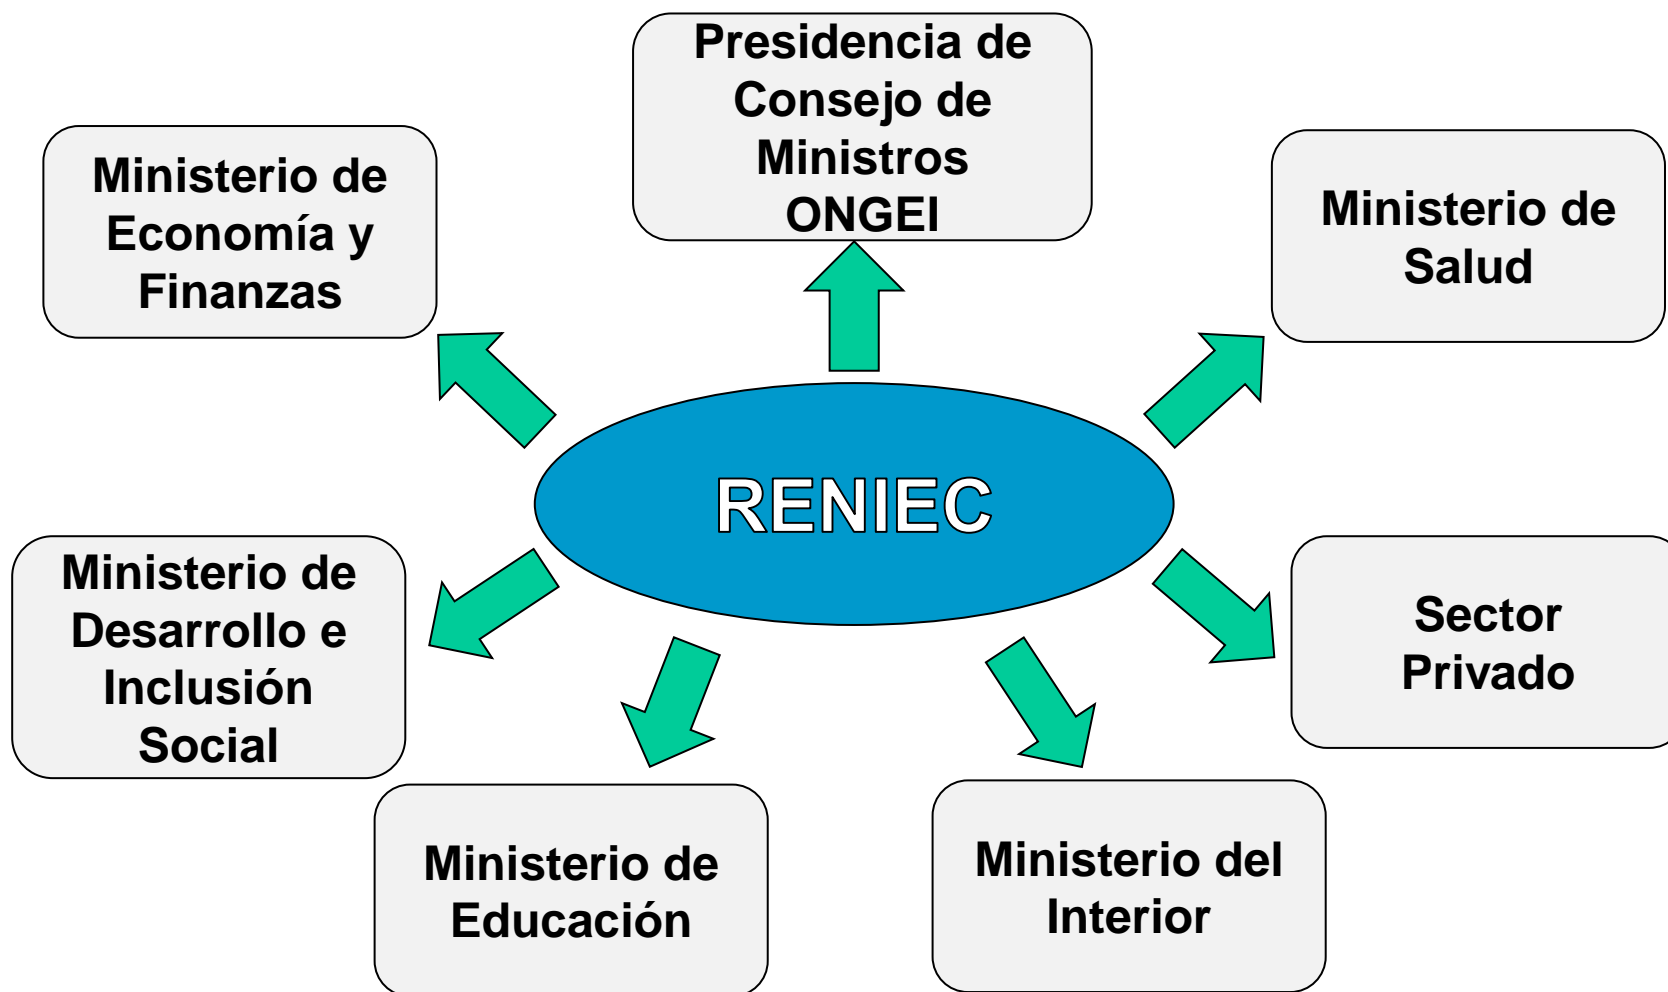 Presidencia de
Consejo de
Ministros
ONGEI
Ministerio de
Economía y
Finanzas
Ministerio de
Salud
RENIEC
Ministerio de
Desarrollo e
Inclusión
Social
Sector
Privado
Ministerio de
Educación
Ministerio del
Interior